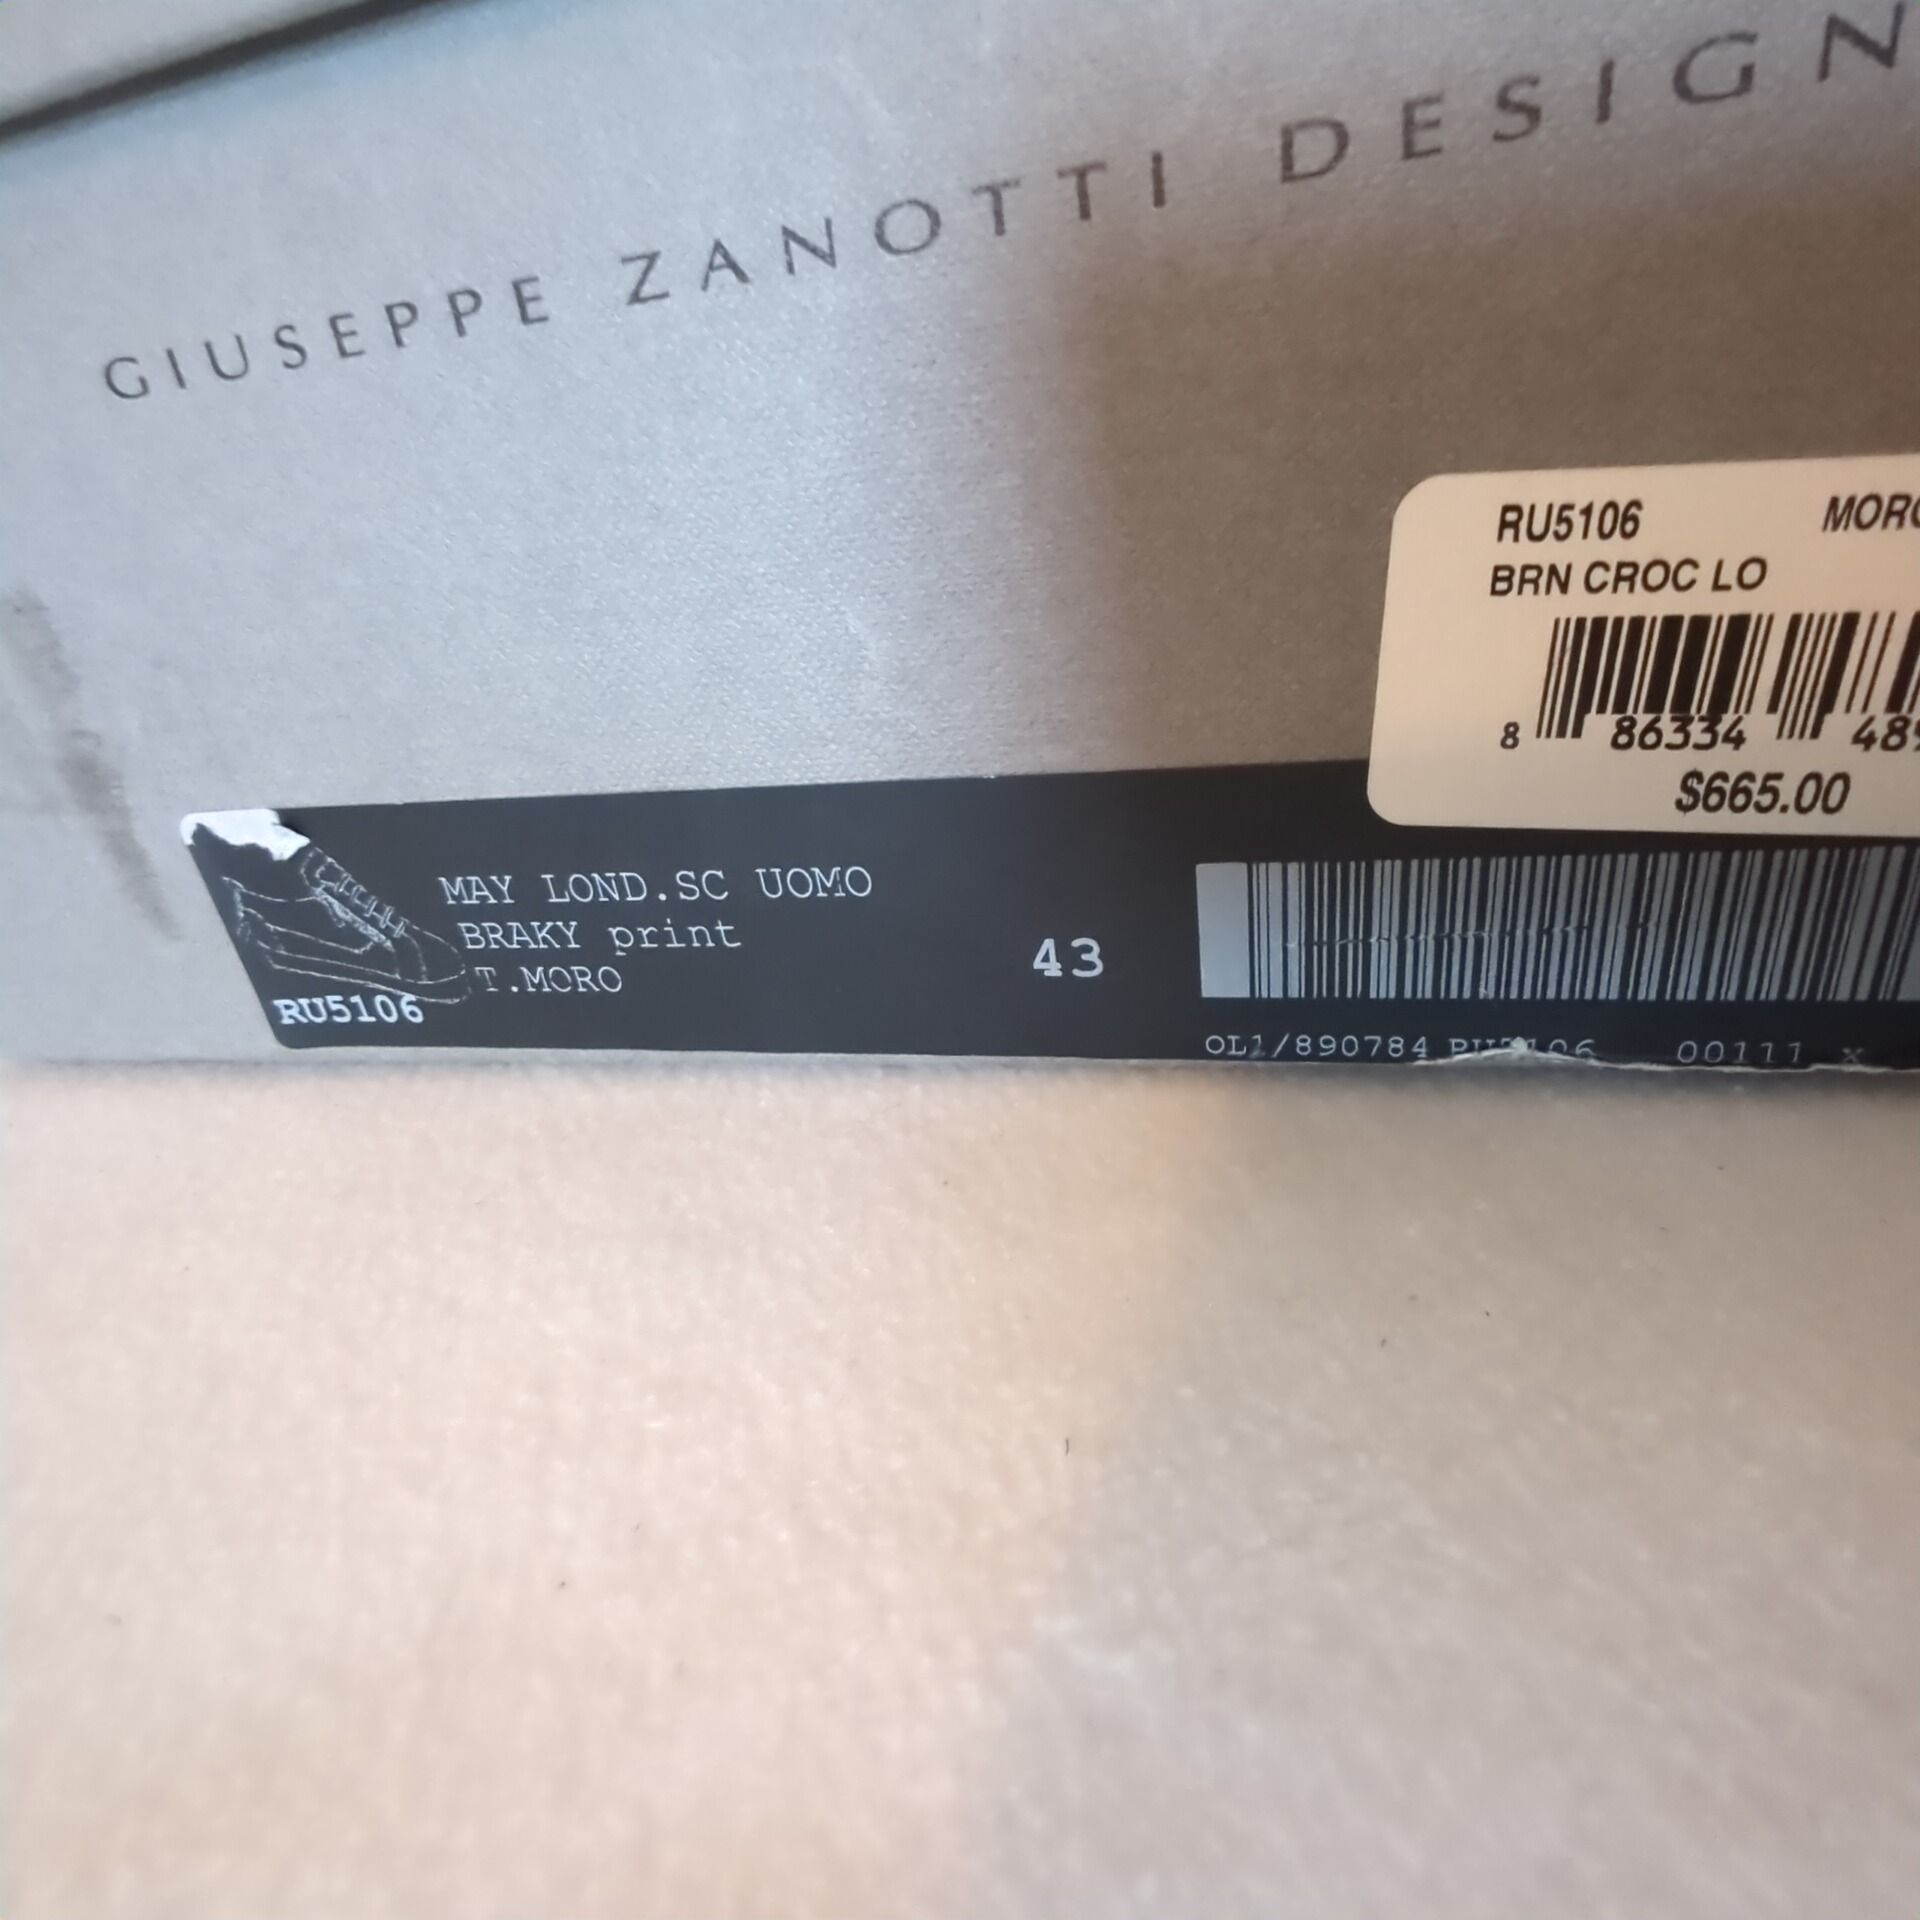 GIUSEPPE ZANOTTI DESIGN
RU5106
BRN CROC LO
8 86334
$665.00
MAY LOND.SC UOMO
BRAKY print
T.MORO
RU5106
43
OL1/890784 00111 x